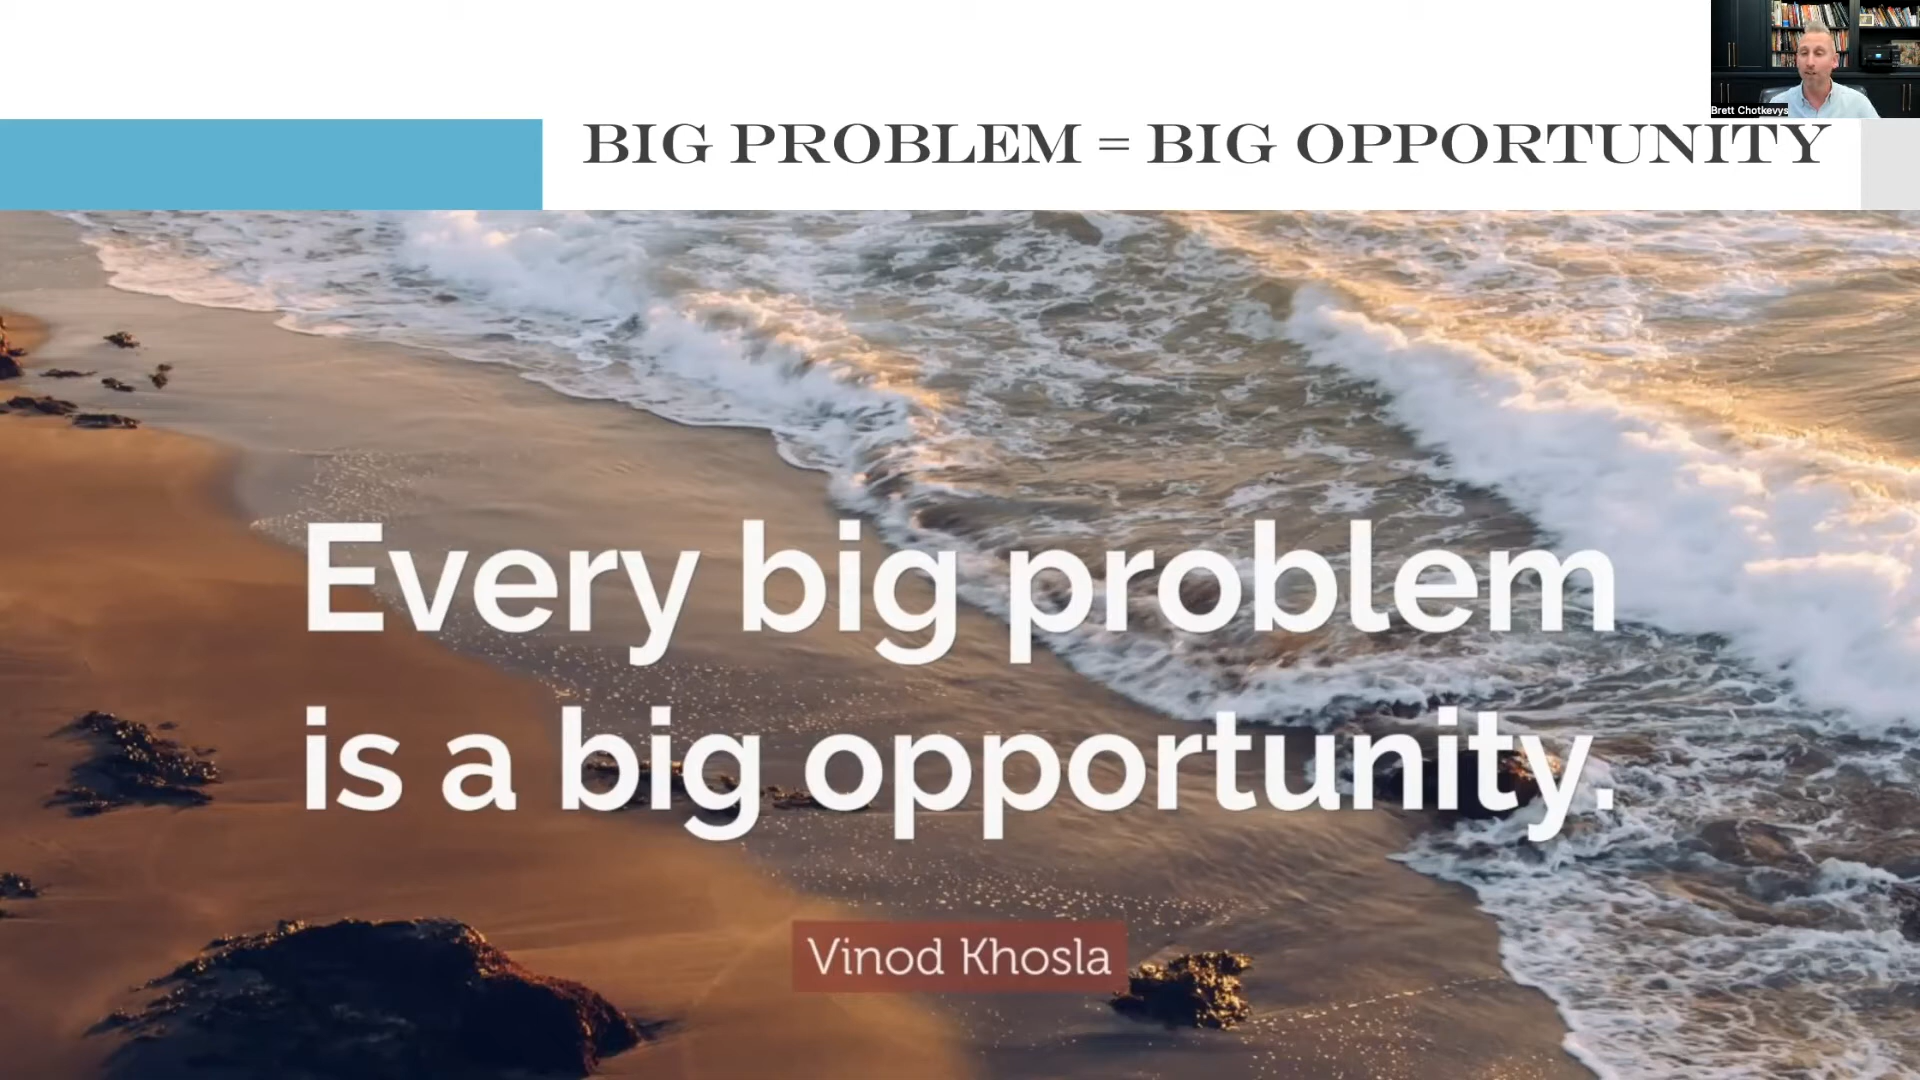 Brett Chotkevys
BIG PROBLEM = BIG OPPORTUNITY
Every big problem
is a big opportunity.
Vinod Khosla